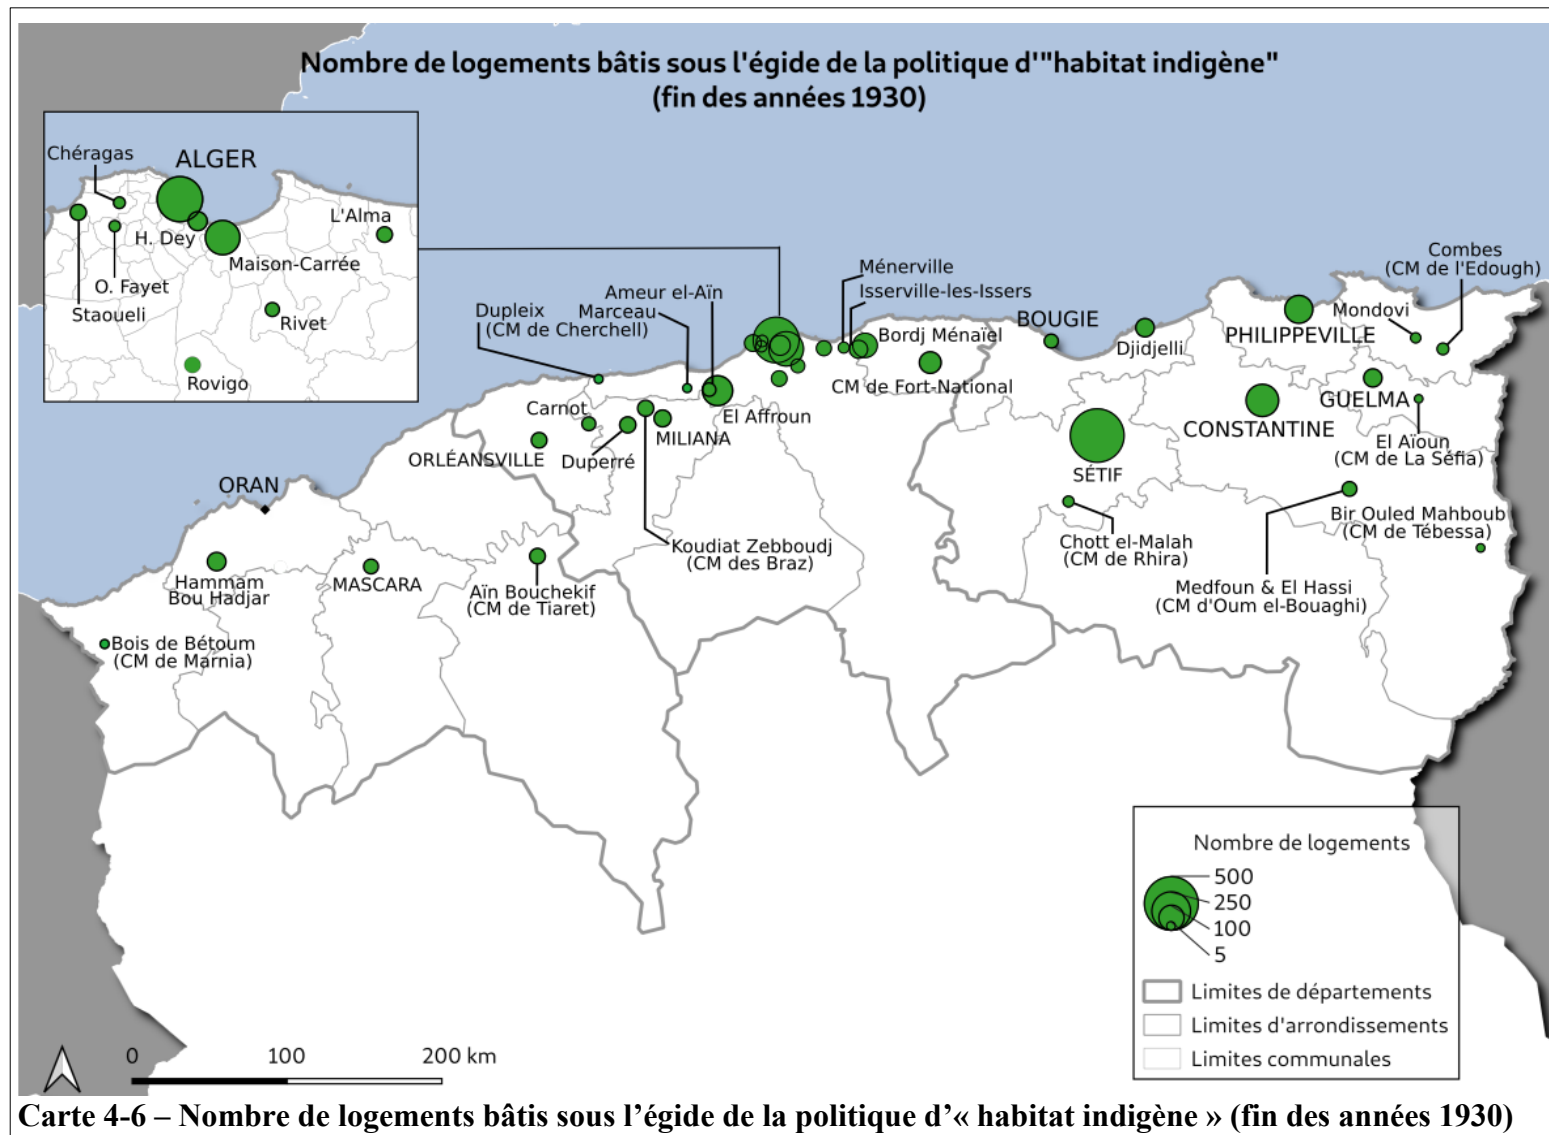 Nombre de logements bâtis sous l'égide de la politique d'"habitat indigène"
(fin des années 1930)
Chéragas
ALGER
L'Alma
H. Dey
Maison-Carrée
O. Fayet
Staoueli
Rivet
Rovigo
Combes
(CM de l'Edough)
Ménerville
Isserville-les-Issers
Ameur el-Aïn
Marceau
Dupleix
(CM de Cherchell)
Mondovi
BOUGIE
Bordj Ménaïel
Djidjelli
PHILIPPEVILLE
CM de Fort-National
Carnot
El Affroun
GUELMA
MILIANA
CONSTANTINE
ORLÉANSVILLE
Duperré
El Aïoun
(CM de La Séfia)
SÉTIF
ORAN
Bir Ouled Mahboub
(CM de Tébessa)
Koudiat Zebboudj
(CM des Braz)
Chott el-Malah
(CM de Rhira)
Hammam
Bou Hadjar
MASCARA
Aïn Bouchekif
(CM de Tiaret)
Medfoun & El Hassi
(CM d'Oum el-Bouaghi)
Bois de Bétoum
(CM de Marnia)
Nombre de logements
500
250
100
5
Limites de départements
Limites d'arrondissements
Limites communales
0 100 200 km
Carte 4-6 – Nombre de logements bâtis sous l’égide de la politique d’« habitat indigène » (fin des années 1930)